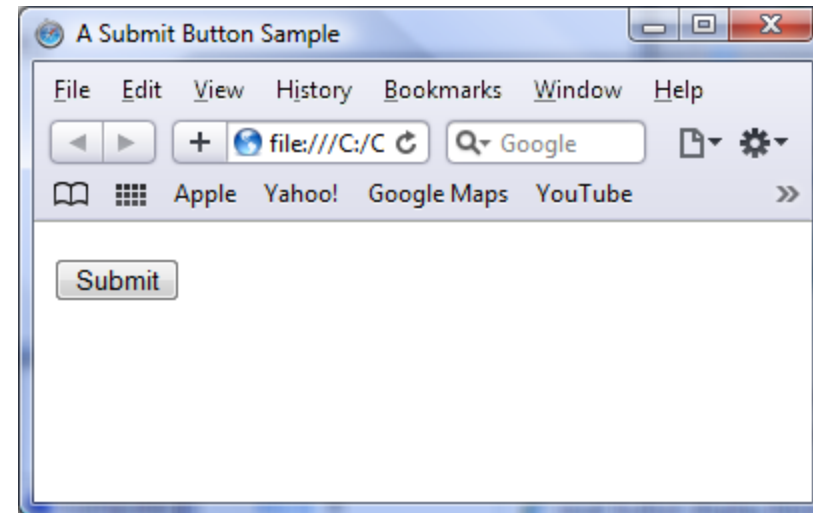 A Submit Button Sample
File Edit View History Bookmarks Window Help
file:///C:/C Google
Apple Yahoo! Google Maps YouTube
Submit